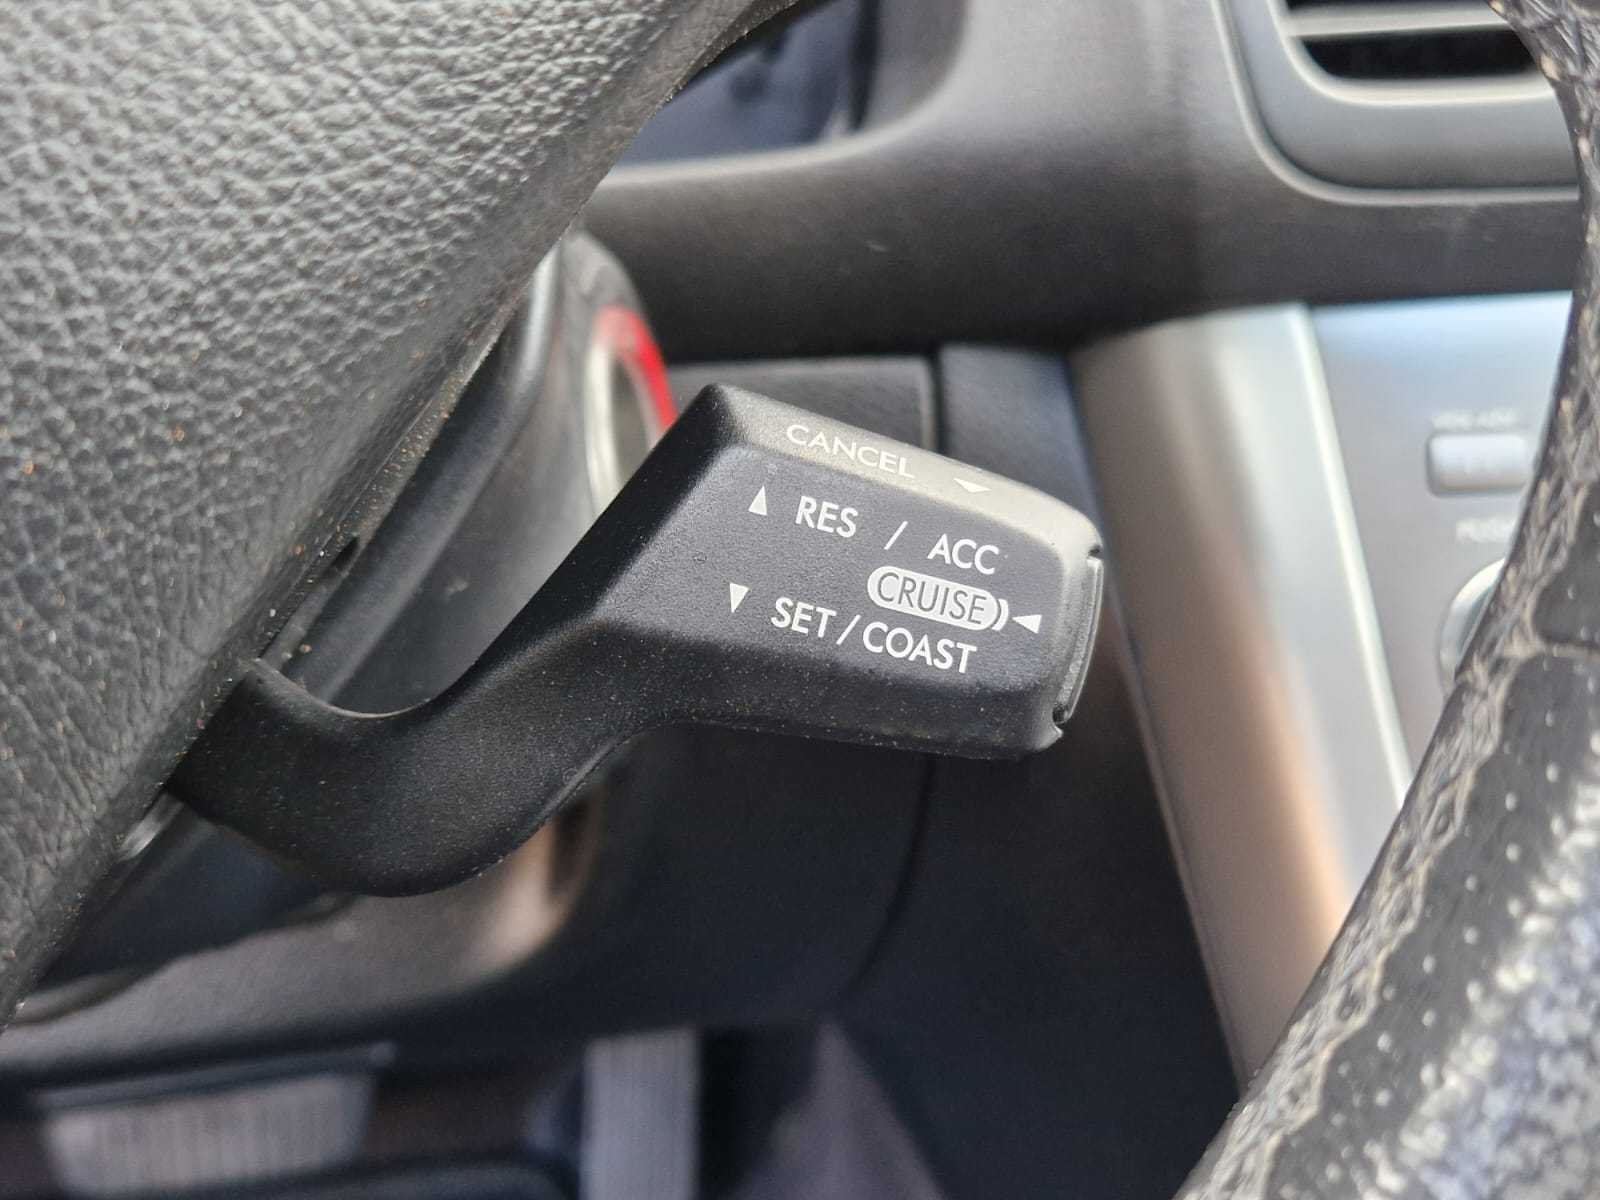 CANCEL
RES / ACC
CRUISE
SET / COAST